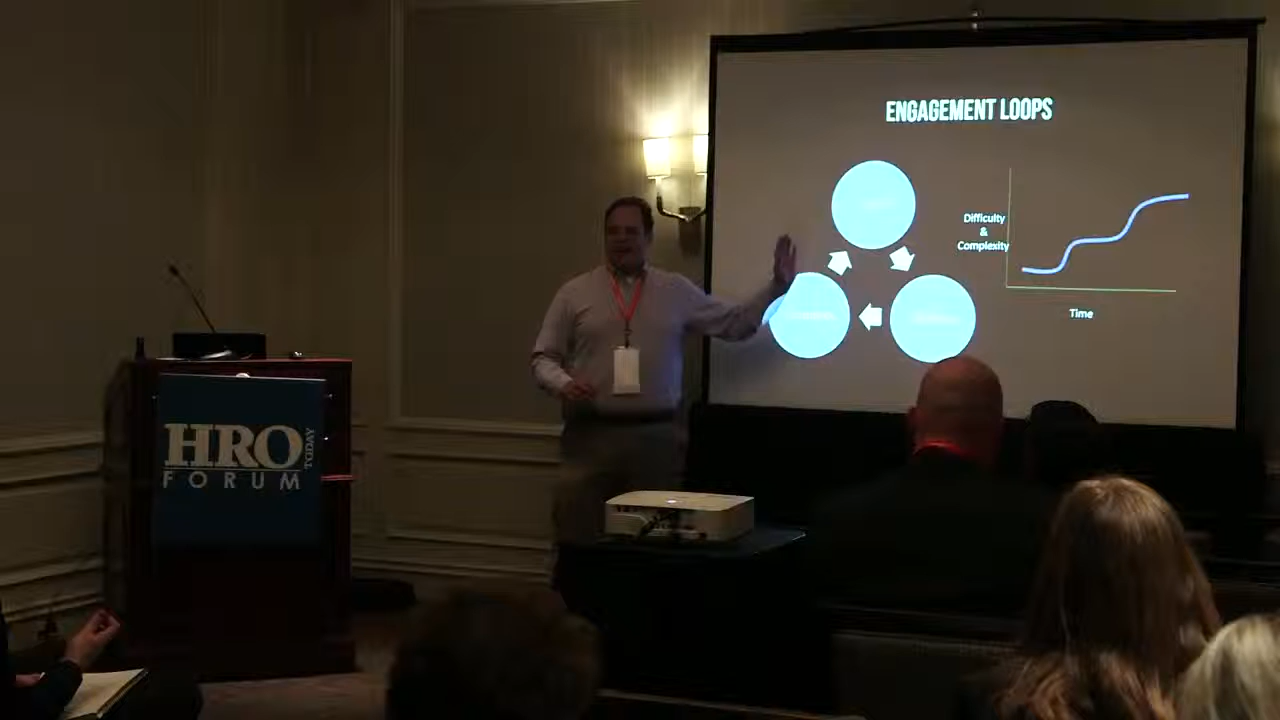 ENGAGEMENT LOOPS
Difficulty
&
Complexity
Time
HRO
TODAY
FORUM